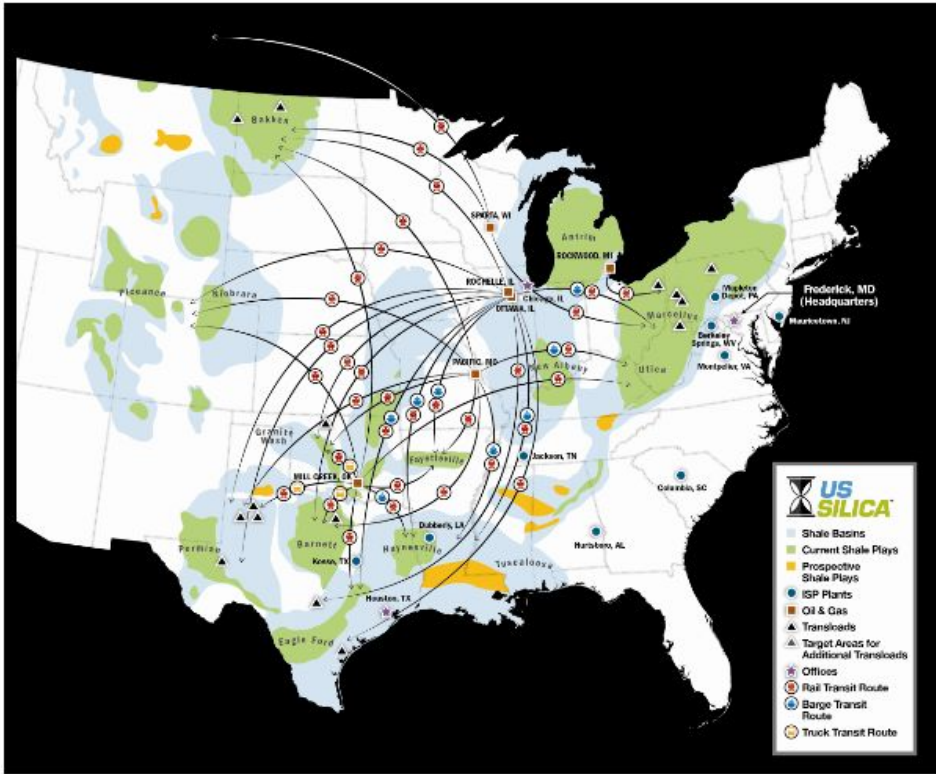 Bakken
SPARTA, WI
Antrim
ROCKWOOD, MI
ROCHELLE, IL
Chicago, IL
OTTAWA, IL
Mapleton
Depot, PA
Frederick, MD
(Headquarters)
Mauricetown, NJ
Piceance
Niobrara
Marcellus
Berkeley
Springs, WV
Montpelier, VA
PACIFIC, MO
New Albany
Utica
Granite
Wash
Fayetteville
Jackson, TN
MILL CREEK, OK
Columbia, SC
Dubberly, LA
Hurtsboro, AL
Permian
Barnett
Haynesville
Kosse, TX
Tuscaloosa
Houston, TX
Eagle Ford
US
SILICA
Shale Basins
Current Shale Plays
Prospective
Shale Plays
ISP Plants
Oil & Gas
Transloads
Target Areas for
Additional Transloads
Offices
Rail Transit Route
Barge Transit
Route
Truck Transit Route